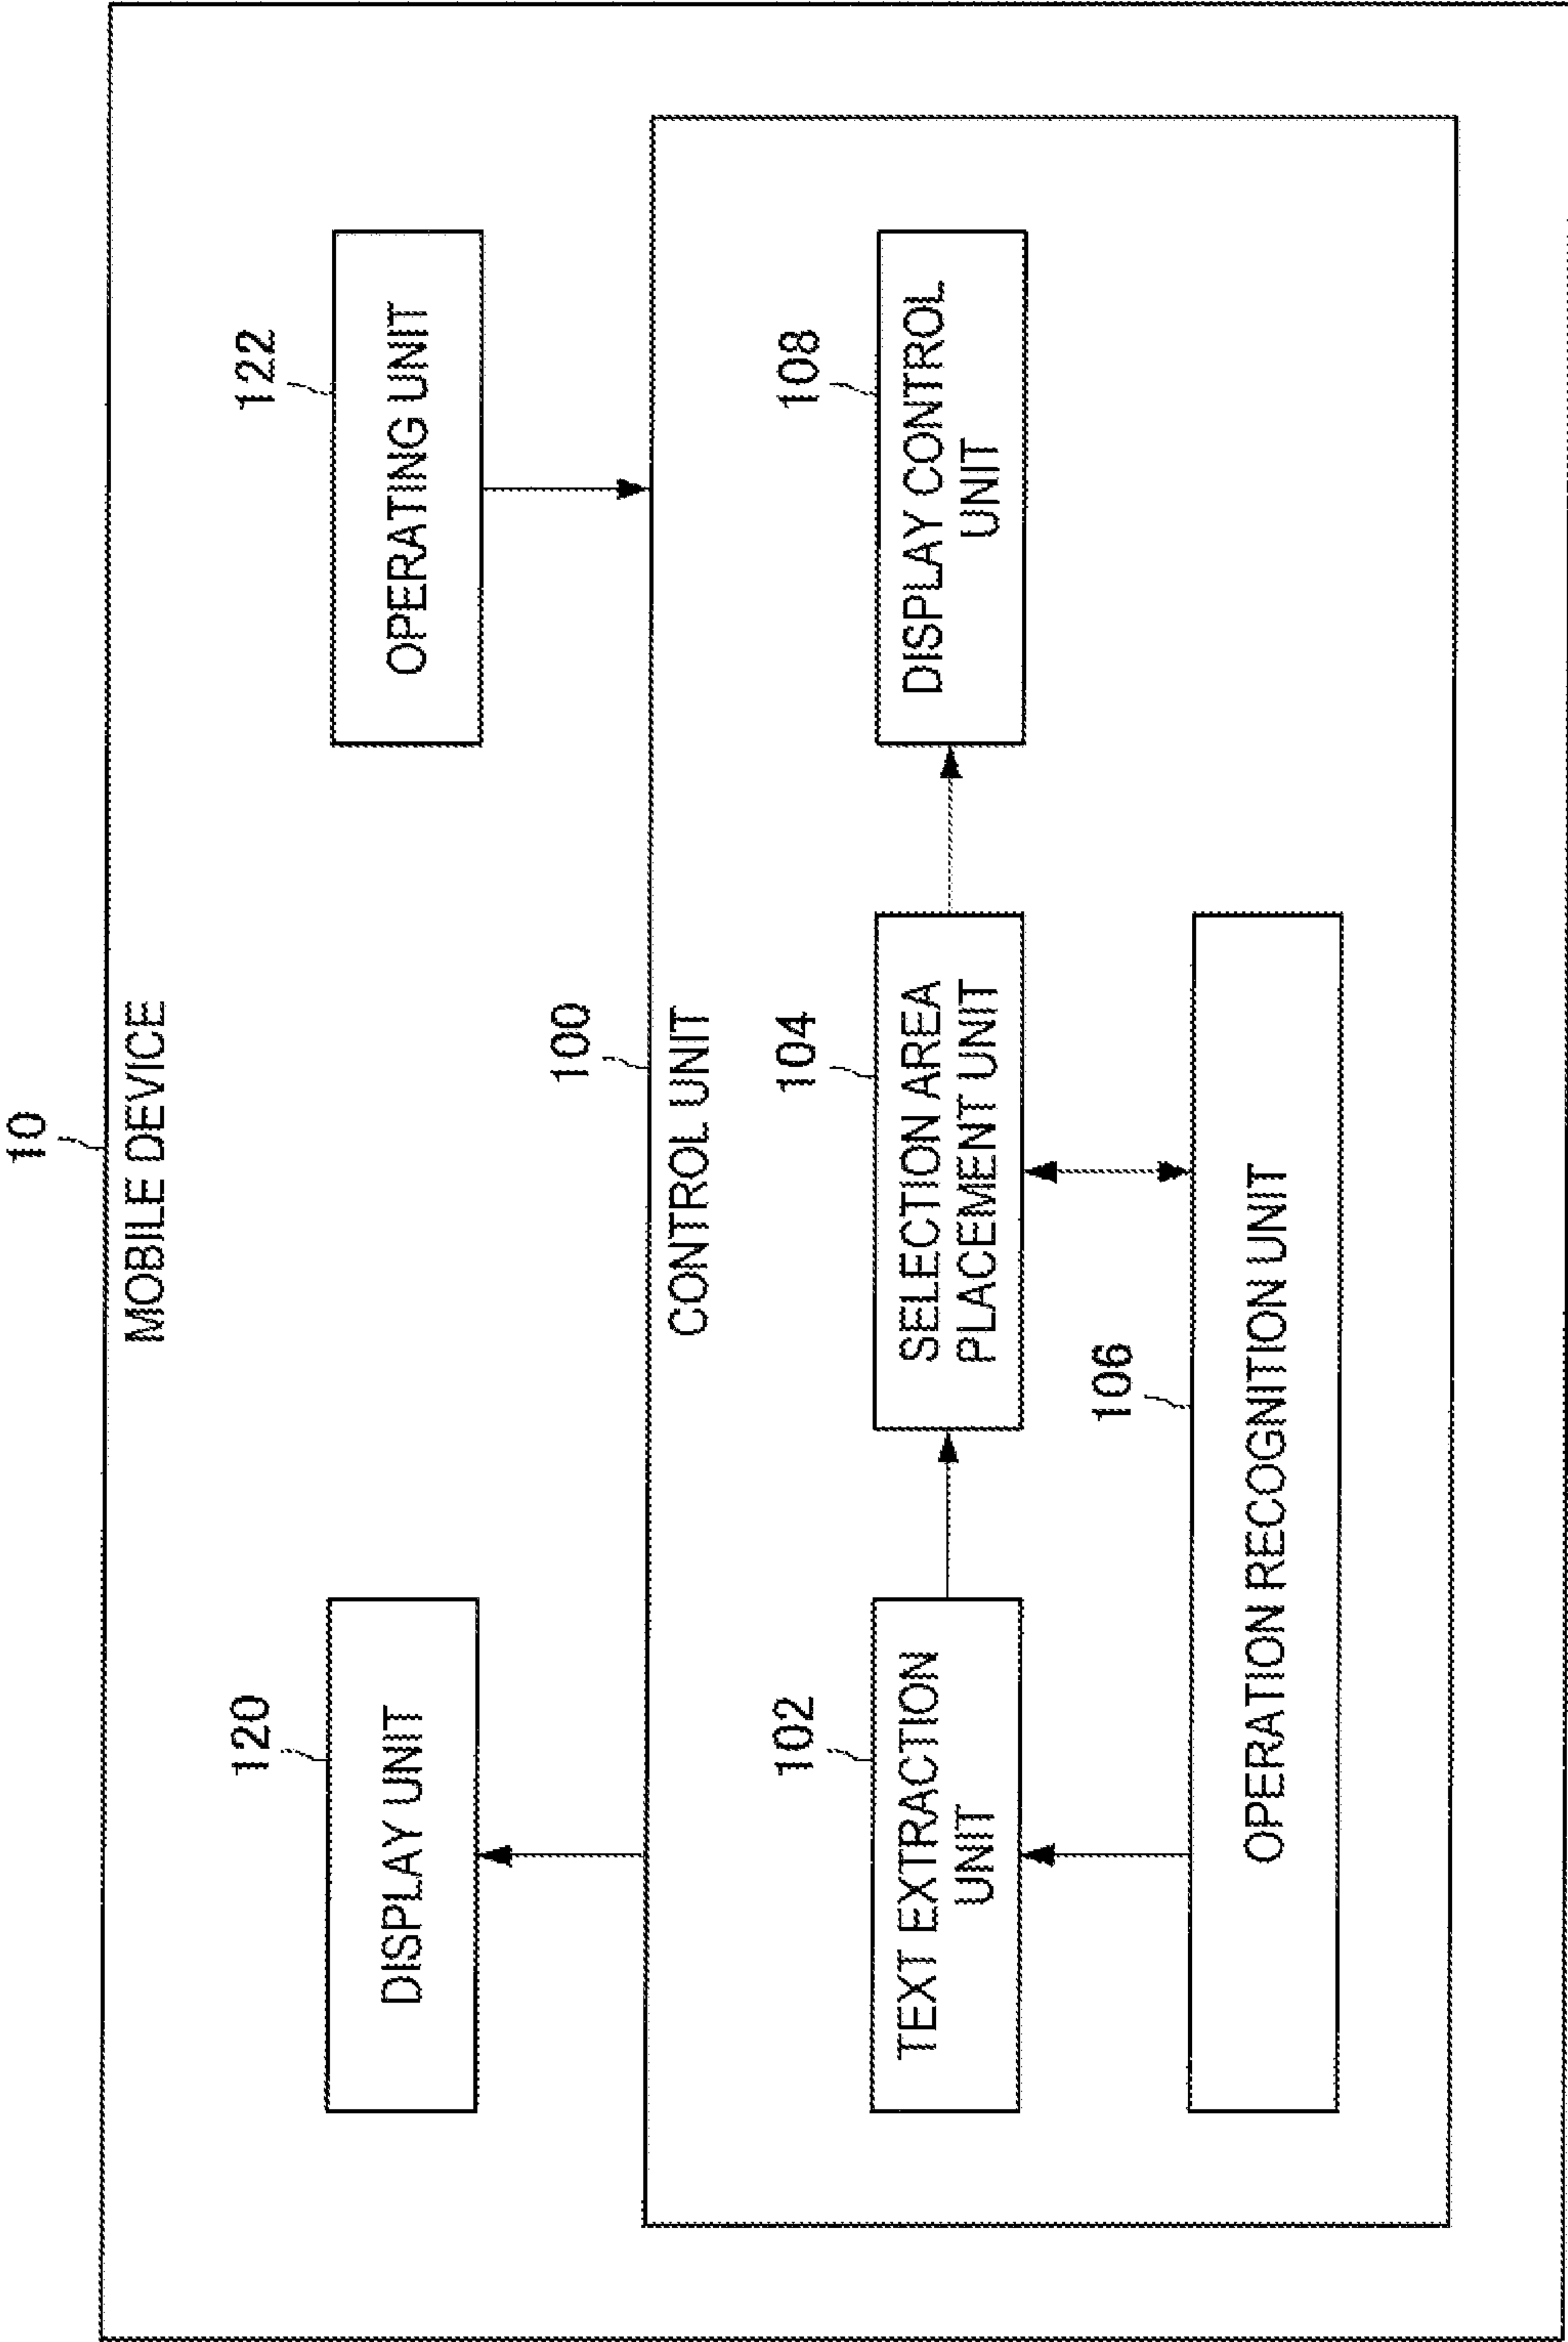 10
MOBILE DEVICE
120
DISPLAY UNIT
122
OPERATING UNIT
100
CONTROL UNIT
102
TEXT EXTRACTION
UNIT
104
SELECTION AREA
PLACEMENT UNIT
108
DISPLAY CONTROL
UNIT
106
OPERATION RECOGNITION UNIT